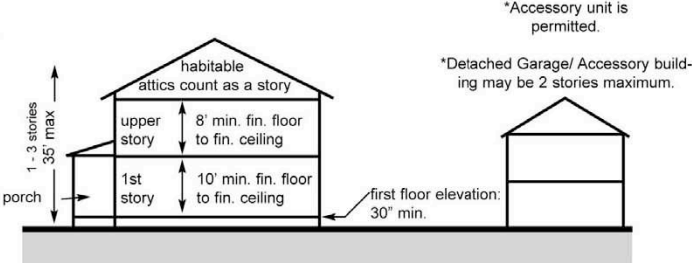 *Accessory unit is
permitted.
*Detached Garage/ Accessory build-
ing may be 2 stories maximum.
habitable
attics count as a story
1 - 3 stories
35' max
upper
story
8' min. fin. floor
to fin. ceiling
1st
story
10' min. fin. floor
to fin. ceiling
porch
first floor elevation:
30" min.